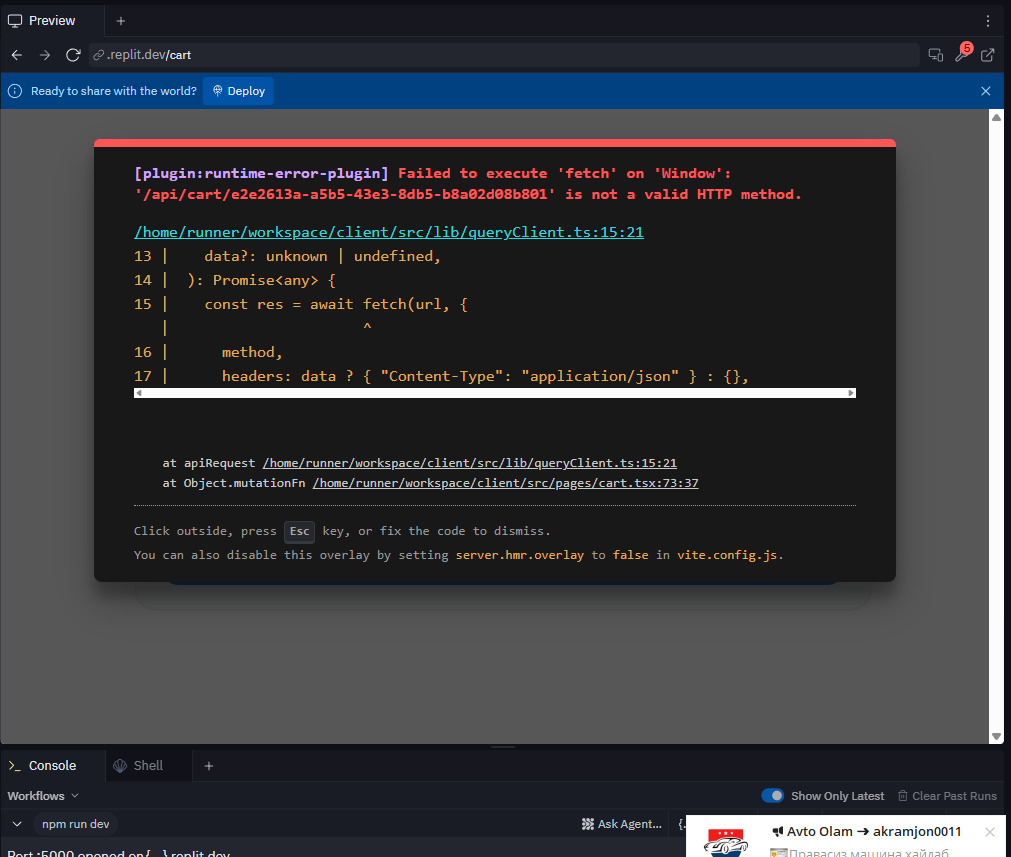 Preview
.replit.dev/cart
5
Ready to share with the world?
Deploy
[plugin:runtime-error-plugin] Failed to execute 'fetch' on 'Window':
'/api/cart/e2e2613a-a5b5-43e3-8db5-b8a02d08b801' is not a valid HTTP method.
/home/runner/workspace/client/src/lib/queryClient.ts:15:21
13 | data?: unknown | undefined,
14 | ): Promise<any> {
15 | const res = await fetch(url, {
| ^
16 | method,
17 | headers: data ? { "Content-Type": "application/json" } : {},
at apiRequest /home/runner/workspace/client/src/lib/queryClient.ts:15:21
at Object.mutationFn /home/runner/workspace/client/src/pages/cart.tsx:73:37
Click outside, press Esc key, or fix the code to dismiss.
You can also disable this overlay by setting server.hmr.overlay to false in vite.config.js.
Console
Shell
Workflows
Show Only Latest
Clear Past Runs
npm run dev
Ask Agent...
Avto Olam → akramjon0011
Правасиз машина хайдаб
Port :5000 opened on {...}.replit.dev